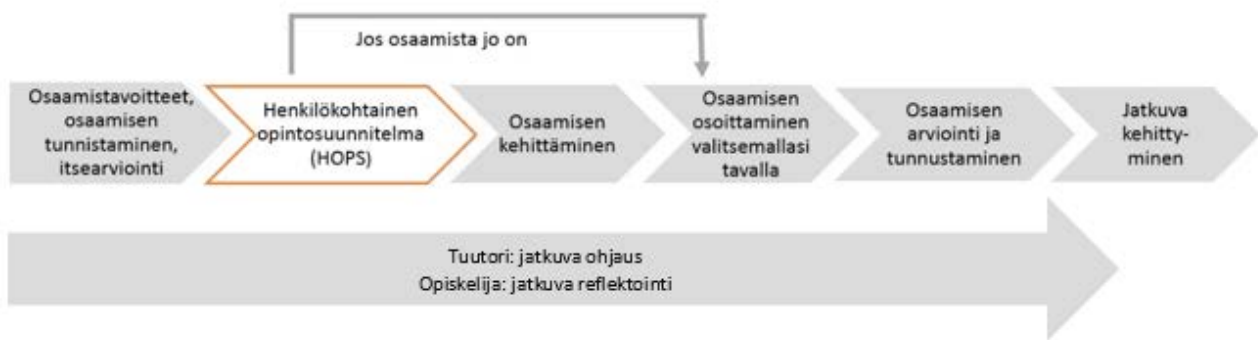 Jos osaamista jo on
Osaamistavoitteet,
osaamisen
tunnistaminen,
itsearviointi
Henkilökohtainen
opintosuunnitelma
(HOPS)
Osaamisen
kehittäminen
Osaamisen
osoittaminen
valitsemallasi
tavalla
Osaamisen
arviointi ja
tunnustaminen
Jatkuva
kehitty-
minen
Tuutori: jatkuva ohjaus
Opiskelija: jatkuva reflektointi